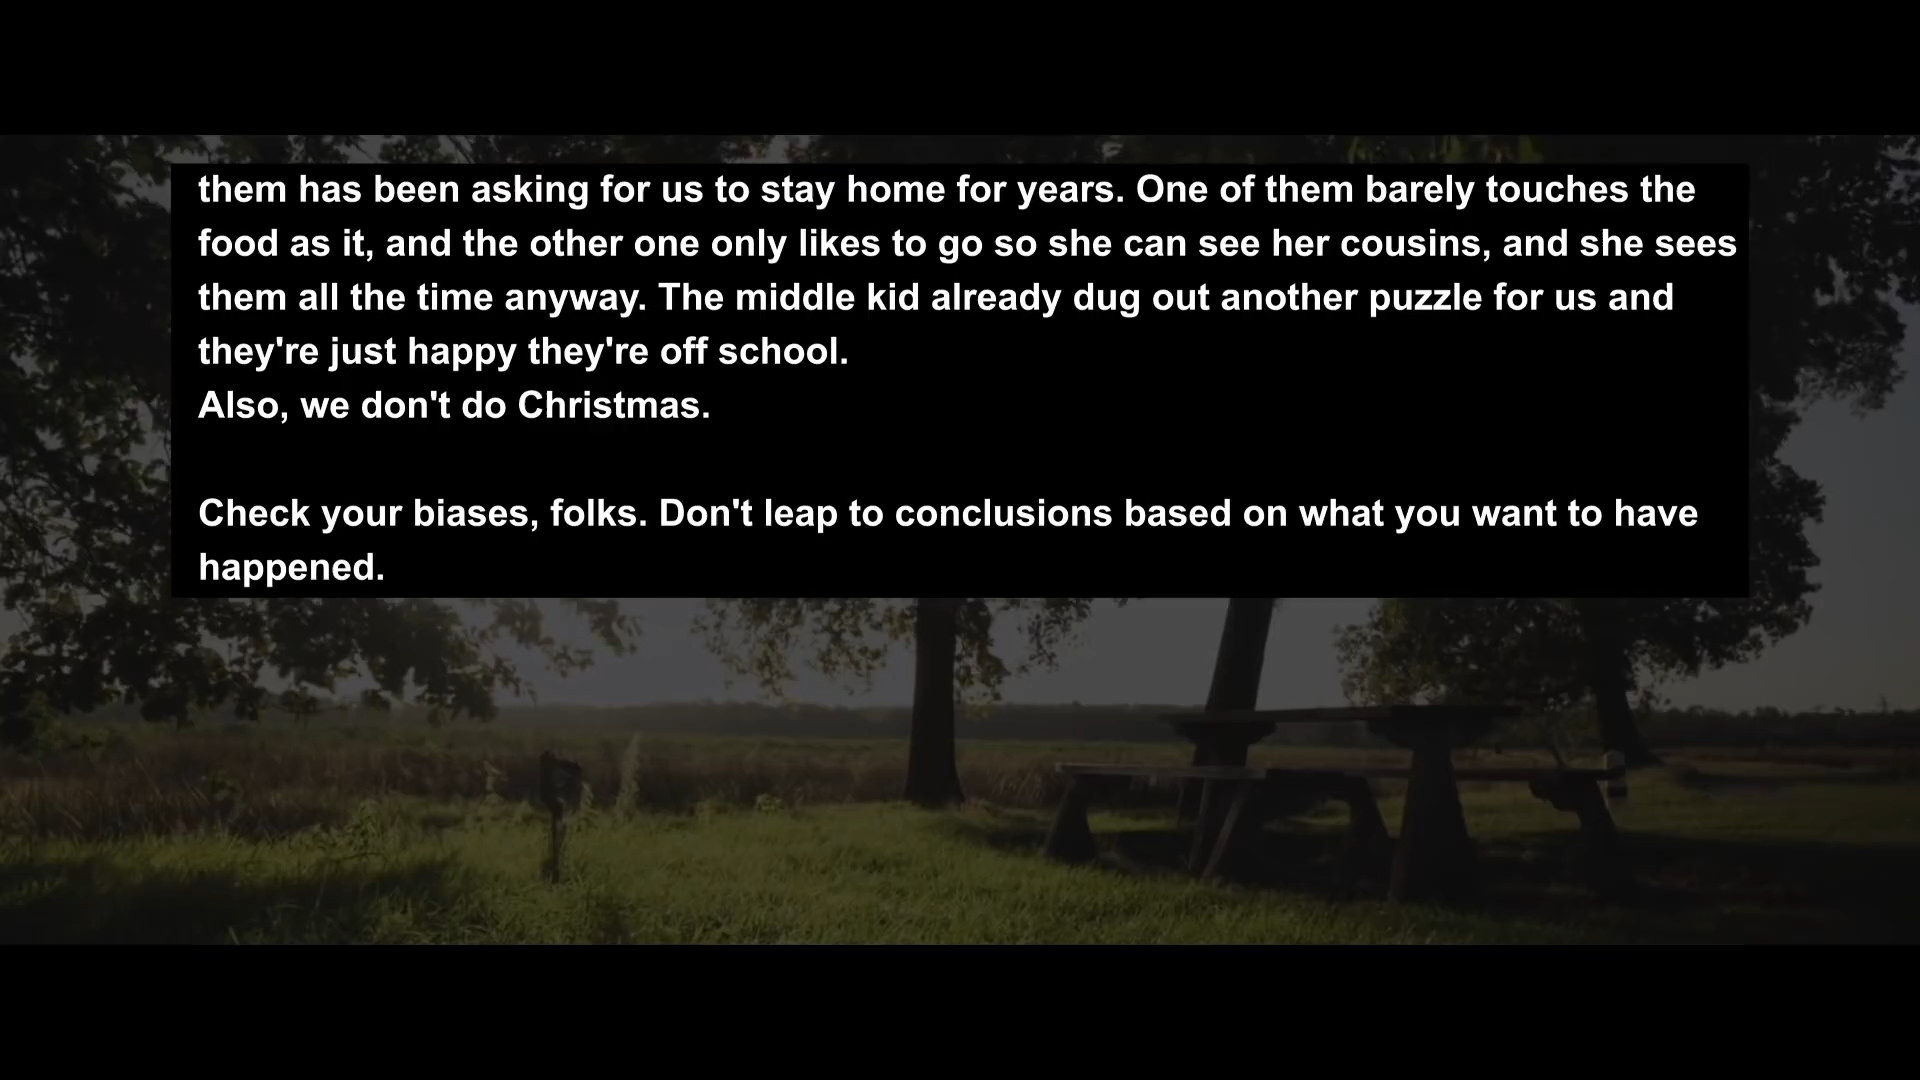 them has been asking for us to stay home for years. One of them barely touches the
food as it, and the other one only likes to go so she can see her cousins, and she sees
them all the time anyway. The middle kid already dug out another puzzle for us and
they're just happy they're off school.
Also, we don't do Christmas.
Check your biases, folks. Don't leap to conclusions based on what you want to have
happened.